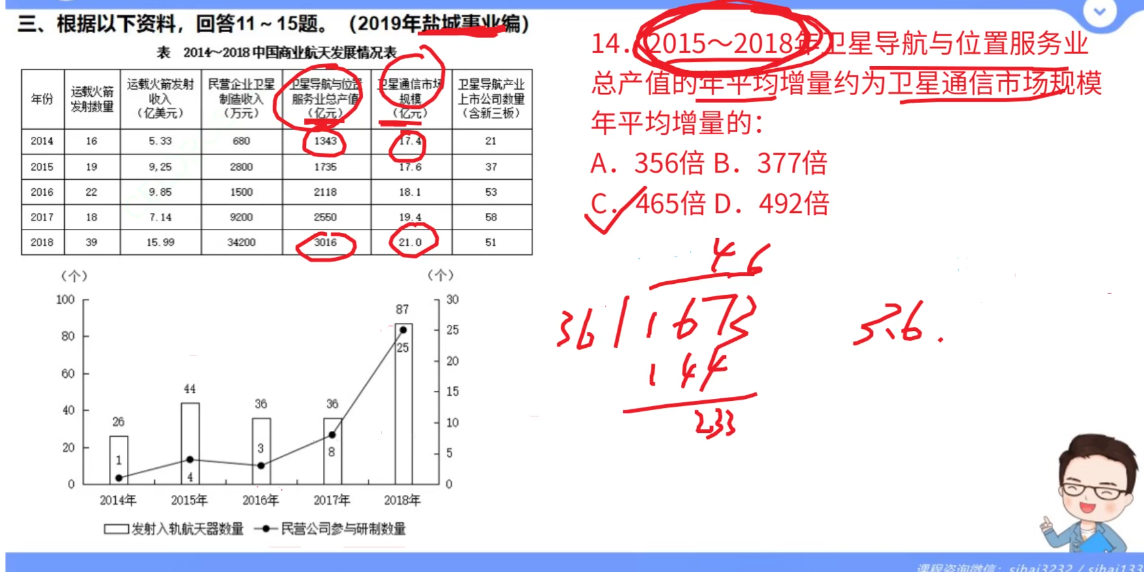 三、根据以下资料，回答11～15题。（2019年盐城事业编）
表 2014～2018中国商业航天发展情况表
年份 运载火箭发射数量 运载火箭发射收入（亿美元） 民营企业卫星制造收入（万元） 卫星导航与位置服务业总产值（亿元） 卫星通信市场规模（亿元） 卫星导航产业上市公司数量（含新三板）
2014 16 5.33 680 1343 17.4 21
2015 19 9,25 2800 1735 17.6 37
2016 22 9.85 1500 2118 18.1 53
2017 18 7.14 9200 2550 19.4 58
2018 39 15.99 34200 3016 21.0 51
（个） （个）
100 80 60 40 20 0
30 25 20 15 10 5 0
26 44 36 36 87
1 4 3 8 25
2014年 2015年 2016年 2017年 2018年
发射入轨航天器数量 民营公司参与研制数量
14．2015～2018年卫星导航与位置服务业
总产值的年平均增量约为卫星通信市场规模
年平均增量的：
A．356倍 B．377倍
C．465倍 D．492倍
46
36 1673 3.6.
144
233
课程咨询微信：sihai3232 / sihai133